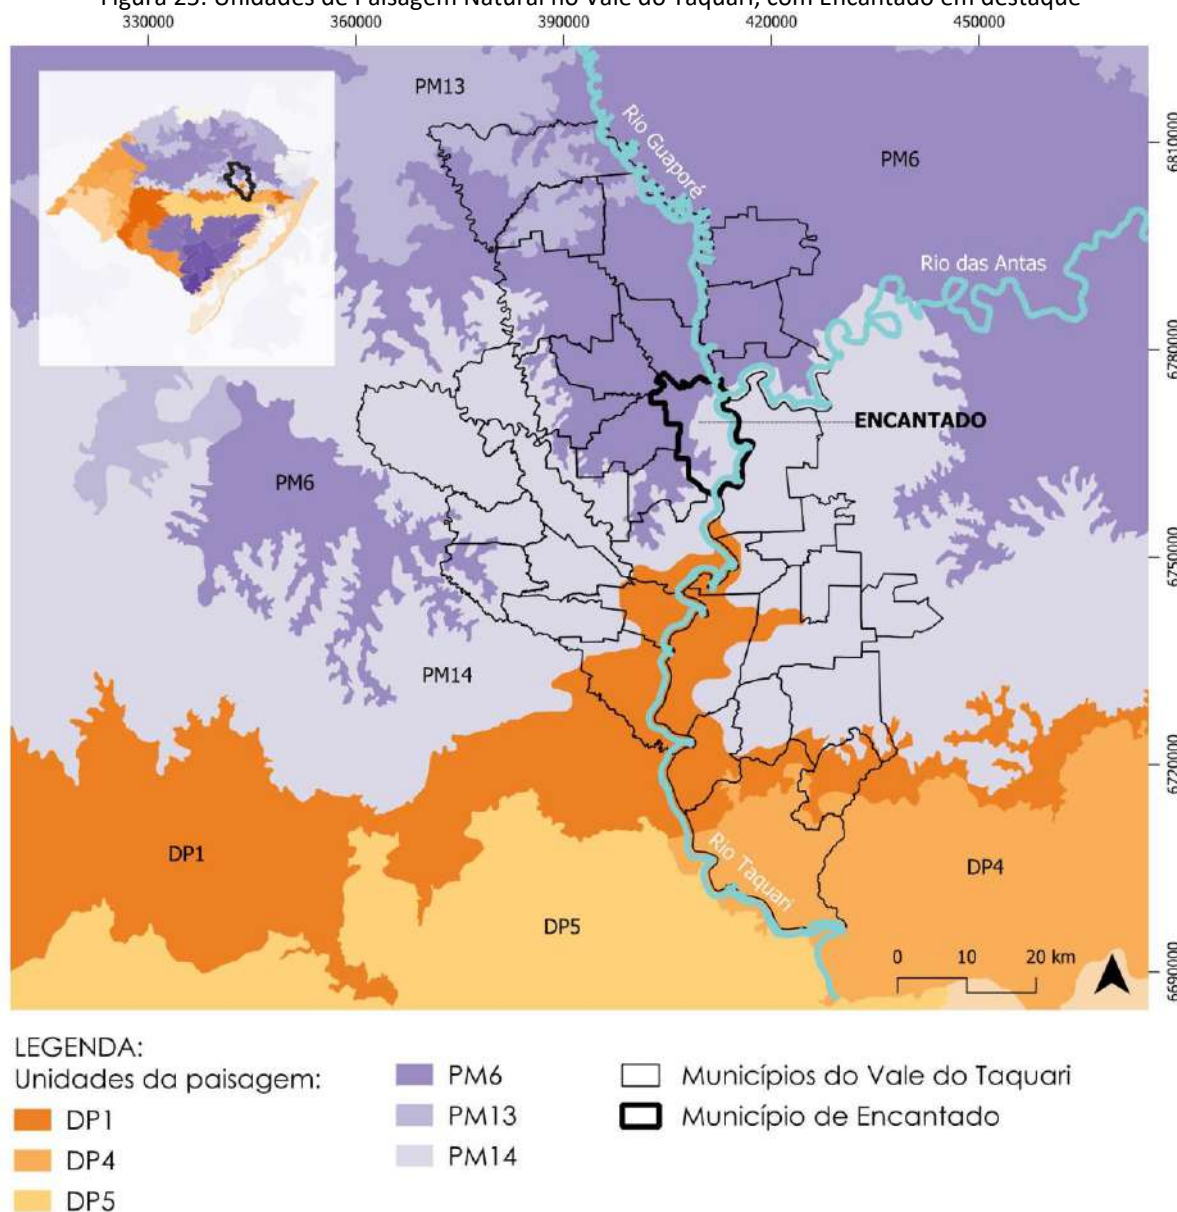 Figura 25: Unidades de Paisagem Natural no Vale do Taquari, com Encantado em destaque
330000 360000 390000 420000 450000
PM13
Rio Guaporé
PM6
6810000
Rio das Antas
6780000
ENCANTADO
PM6
6750000
PM14
6720000
DP1
Rio Taquari
DP4
DP5
0 10 20 km
6690000
LEGENDA:
Unidades da paisagem:
DP1
DP4
DP5
PM6
PM13
PM14
Municípios do Vale do Taquari
Município de Encantado